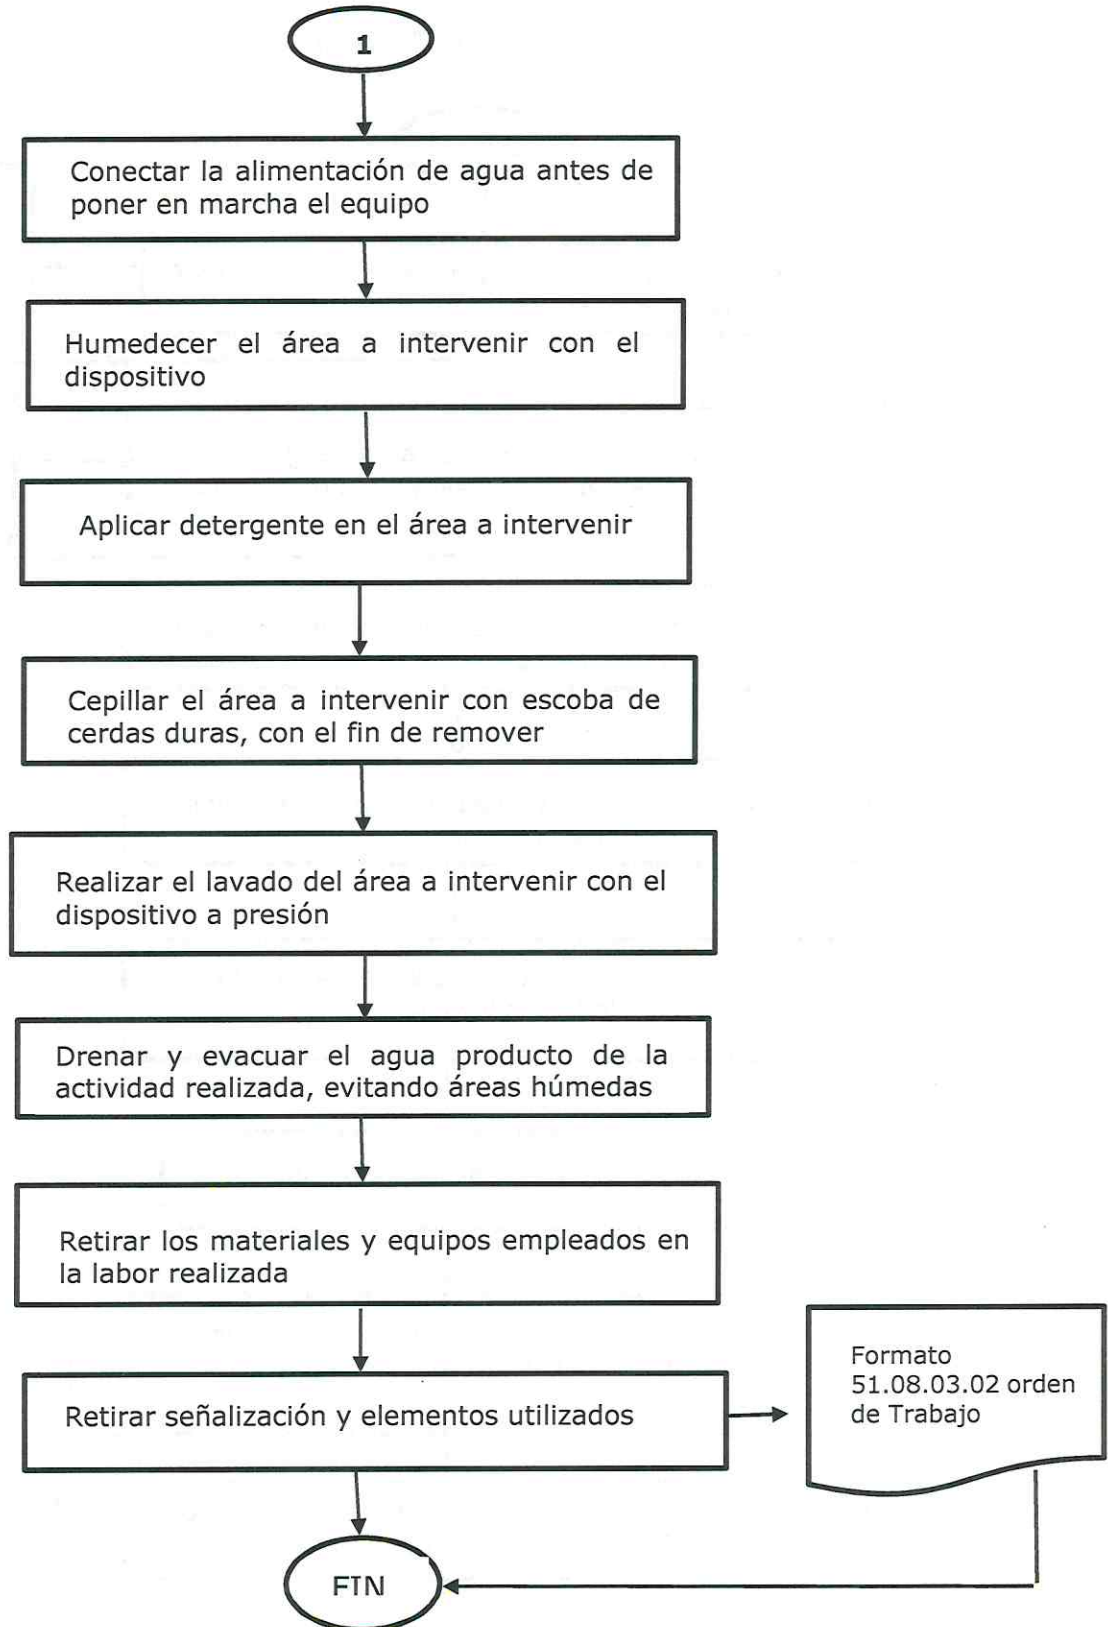 1
Conectar la alimentación de agua antes de
poner en marcha el equipo
Humedecer el área a intervenir con el
dispositivo
Aplicar detergente en el área a intervenir
Cepillar el área a intervenir con escoba de
cerdas duras, con el fin de remover
Realizar el lavado del área a intervenir con el
dispositivo a presión
Drenar y evacuar el agua producto de la
actividad realizada, evitando áreas húmedas
Retirar los materiales y equipos empleados en
la labor realizada
Retirar señalización y elementos utilizados
Formato
51.08.03.02 orden
de Trabajo
FIN